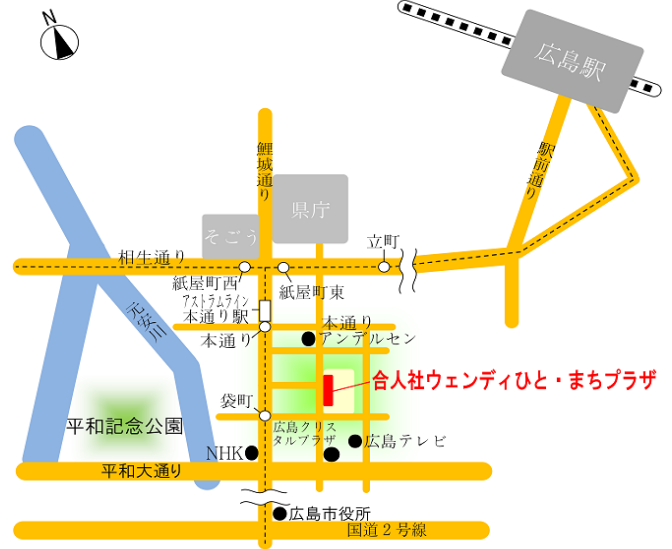 N
広島駅
鯉城通り
駅前通り
県庁
そごう
立町
相生通り
紙屋町西
紙屋町東
アストラムライン
本通り駅
元安川
本通り
本通り
アンデルセン
合人社ウェンディひと・まちプラザ
袋町
平和記念公園
広島クリス
タルプラザ
広島テレビ
NHK
平和大通り
広島市役所
国道２号線